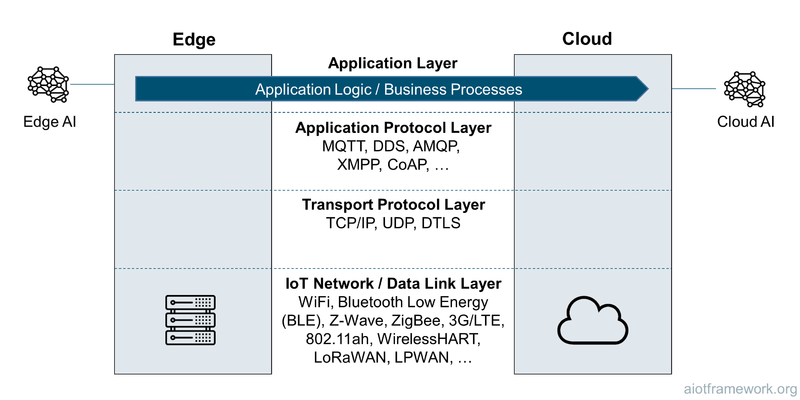 Edge
Cloud
Application Layer
Application Logic / Business Processes
Edge AI
Cloud AI
Application Protocol Layer
MQTT, DDS, AMQP,
XMPP, CoAP, …
Transport Protocol Layer
TCP/IP, UDP, DTLS
IoT Network / Data Link Layer
WiFi, Bluetooth Low Energy
(BLE), Z-Wave, ZigBee, 3G/LTE,
802.11ah, WirelessHART,
LoRaWAN, LPWAN, …
aiotframework.org